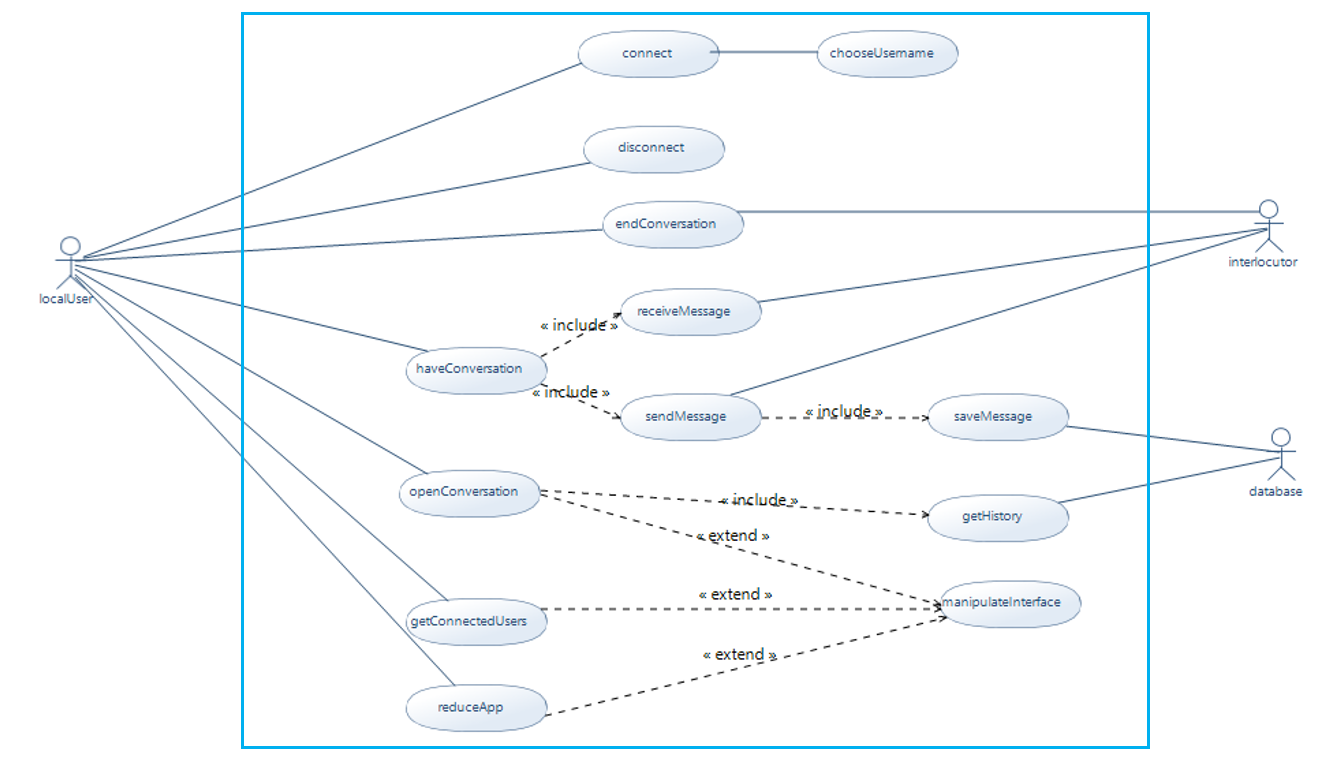 connect
chooseUsername
disconnect
endConversation
interlocutor
localUser
receiveMessage
« include »
haveConversation
« include »
sendMessage
« include »
saveMessage
openConversation
« include »
getHistory
database
« extend »
« extend »
manipulateInterface
getConnectedUsers
« extend »
reduceApp